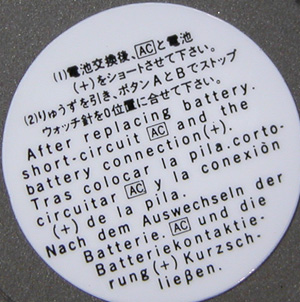 (1)電池交換後、AC と電池
(+)をショートさせて下さい。
(2)りゅうずを引き、ボタンAとBでストップ
ウォッチ針を0位置に合せて下さい。
After replacing battery.
short-circuit AC and the
battery connection(+).
Tras colocar la pila.corto-
circuitar AC y la conexión
(+) de la pila.
Nach dem Auswechseln der
Batterie. AC und die
Batteriekontaktie-
rung(+) Kurzsch-
ließen.